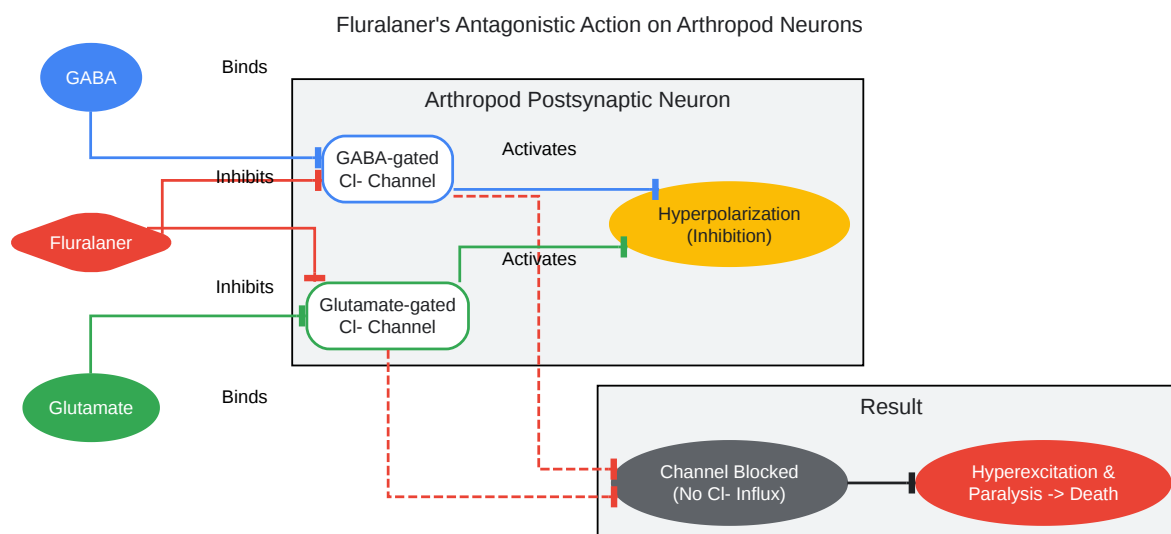 Fluralaner's Antagonistic Action on Arthropod Neurons
GABA
Binds
Arthropod Postsynaptic Neuron
GABA-gated
Cl- Channel
Activates
Inhibits
Hyperpolarization
(Inhibition)
Fluralaner
Activates
Inhibits
Glutamate-gated
Cl- Channel
Binds
Glutamate
Result
Channel Blocked
(No Cl- Influx)
Hyperexcitation &
Paralysis -> Death